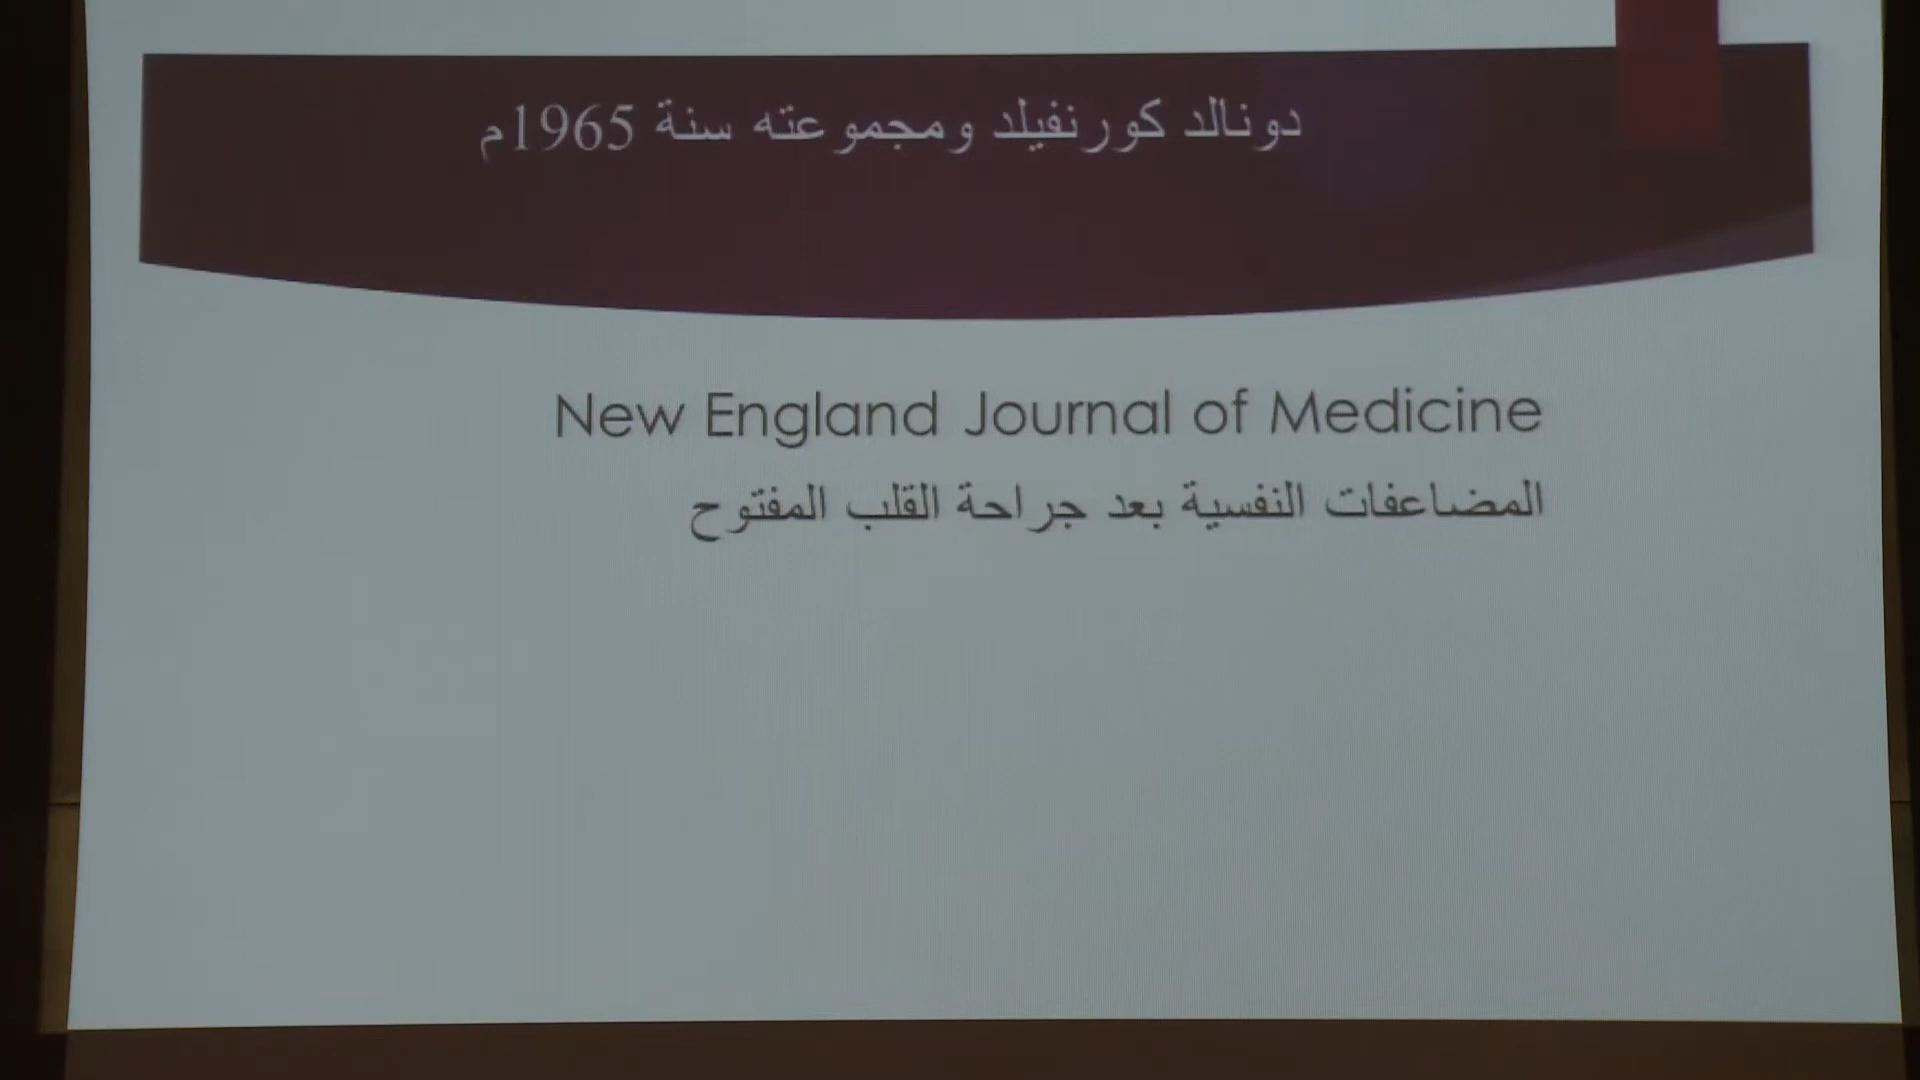 دونالد كورنفيلد ومجموعته سنة 1965م
New England Journal of Medicine
المضاعفات النفسية بعد جراحة القلب المفتوح